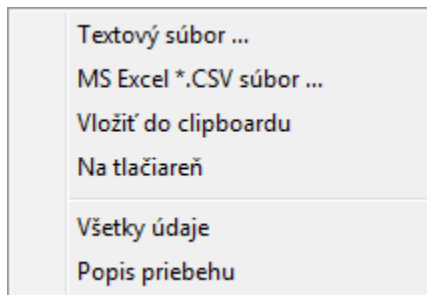 Textový súbor ...
MS Excel *.CSV súbor ...
Vložiť do clipboardu
Na tlačiareň
Všetky údaje
Popis priebehu